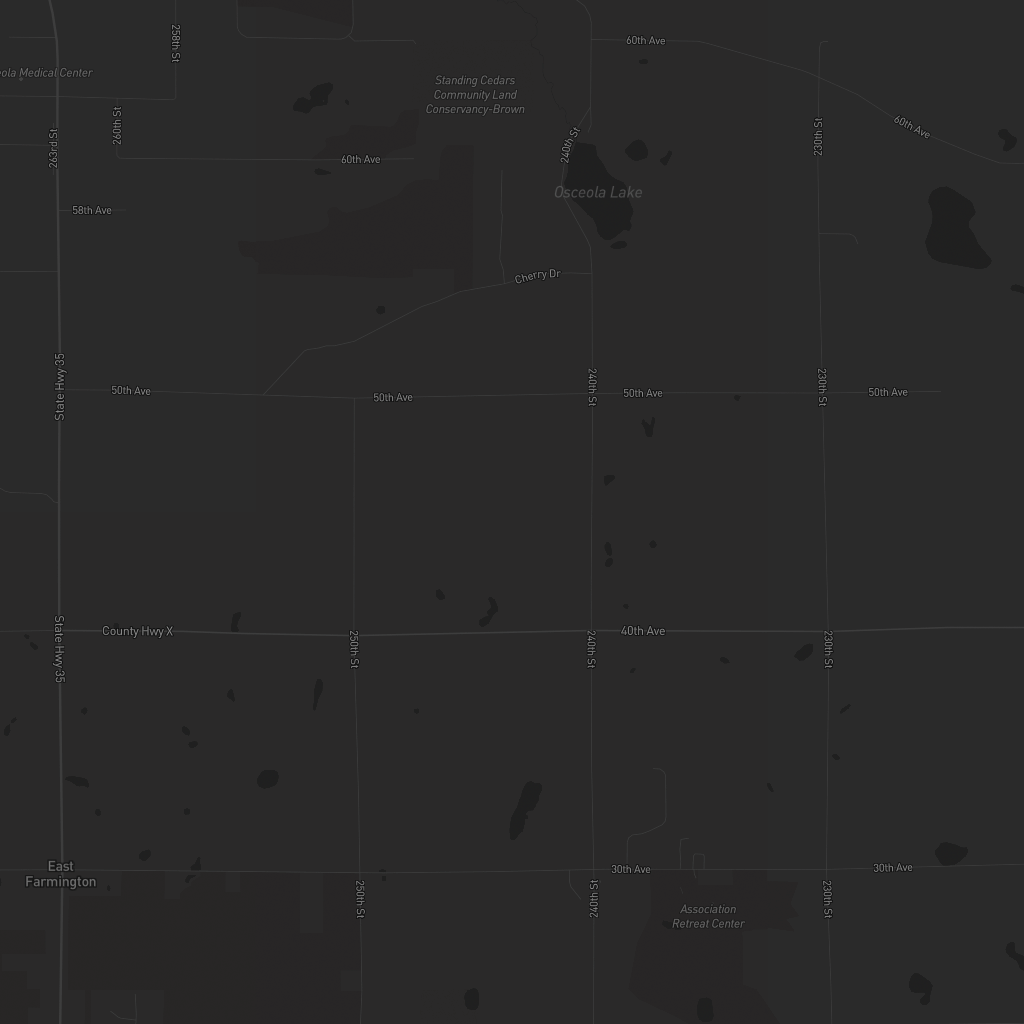 258th St
60th Ave
ola Medical Center
Standing Cedars
Community Land
Conservancy-Brown
260th St
263rd St
240th St
230th St
60th Ave
60th Ave
Osceola Lake
58th Ave
Cherry Dr
State Hwy 35
50th Ave
50th Ave
240th St
50th Ave
230th St
50th Ave
State Hwy 35
County Hwy X
250th St
240th St
40th Ave
230th St
East
Farmington
30th Ave
30th Ave
250th St
240th St
230th St
Association
Retreat Center